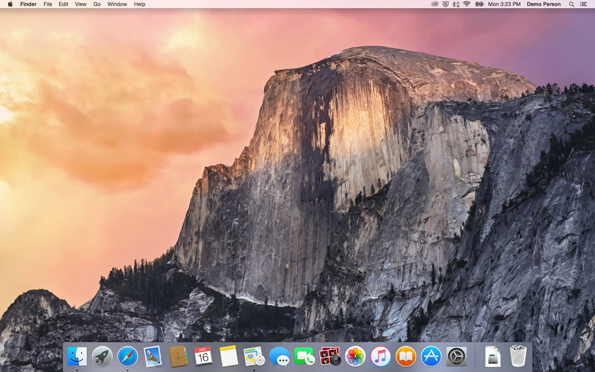 Finder File Edit View Go Window Help Mon 3:23 PM Demo Person
16